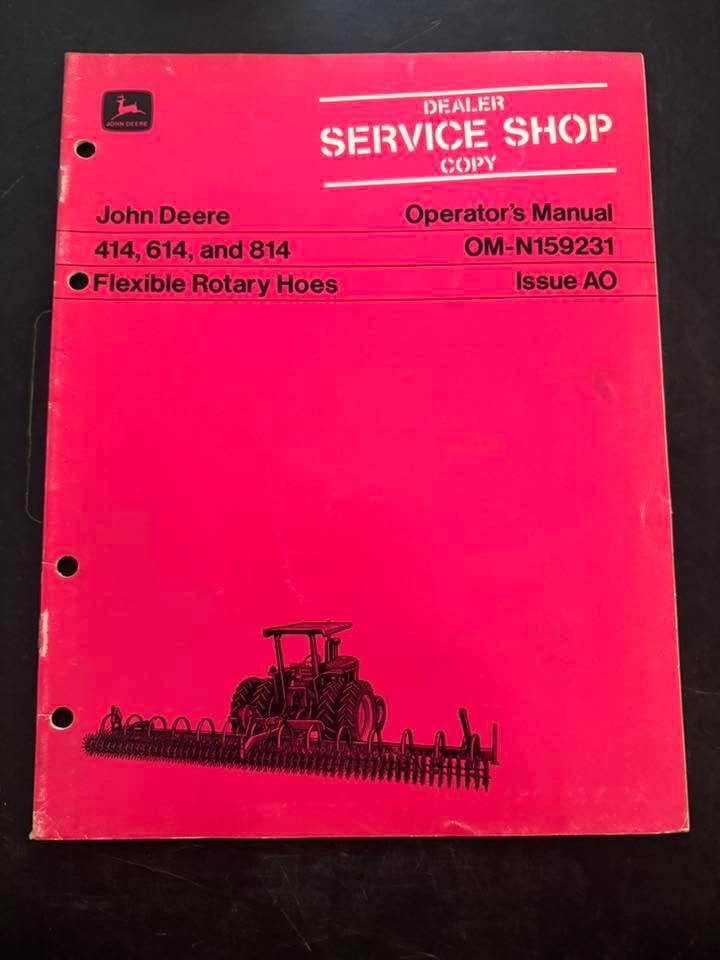 JOHN DEERE
DEALER
SERVICE SHOP
COPY
John Deere
414, 614, and 814
Flexible Rotary Hoes
Operator's Manual
OM-N159231
Issue A0